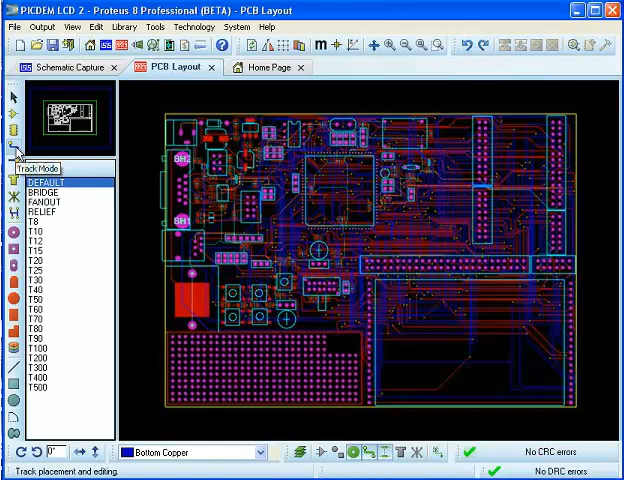 PICDEM LCD 2 - Proteus 8 Professional (BETA) - PCB Layout
File Output View Edit Library Tools Technology System Help
Schematic Capture
PCB Layout
Home Page
Track Mode
DEFAULT
BRIDGE
FANOUT
RELIEF
T8
T10
T12
T15
T20
T25
T30
T40
T50
T60
T70
T80
T90
T100
T200
T300
T400
T500
BH2
BH1
0°
Bottom Copper
No CRC errors
Track placement and editing.
No DRC errors